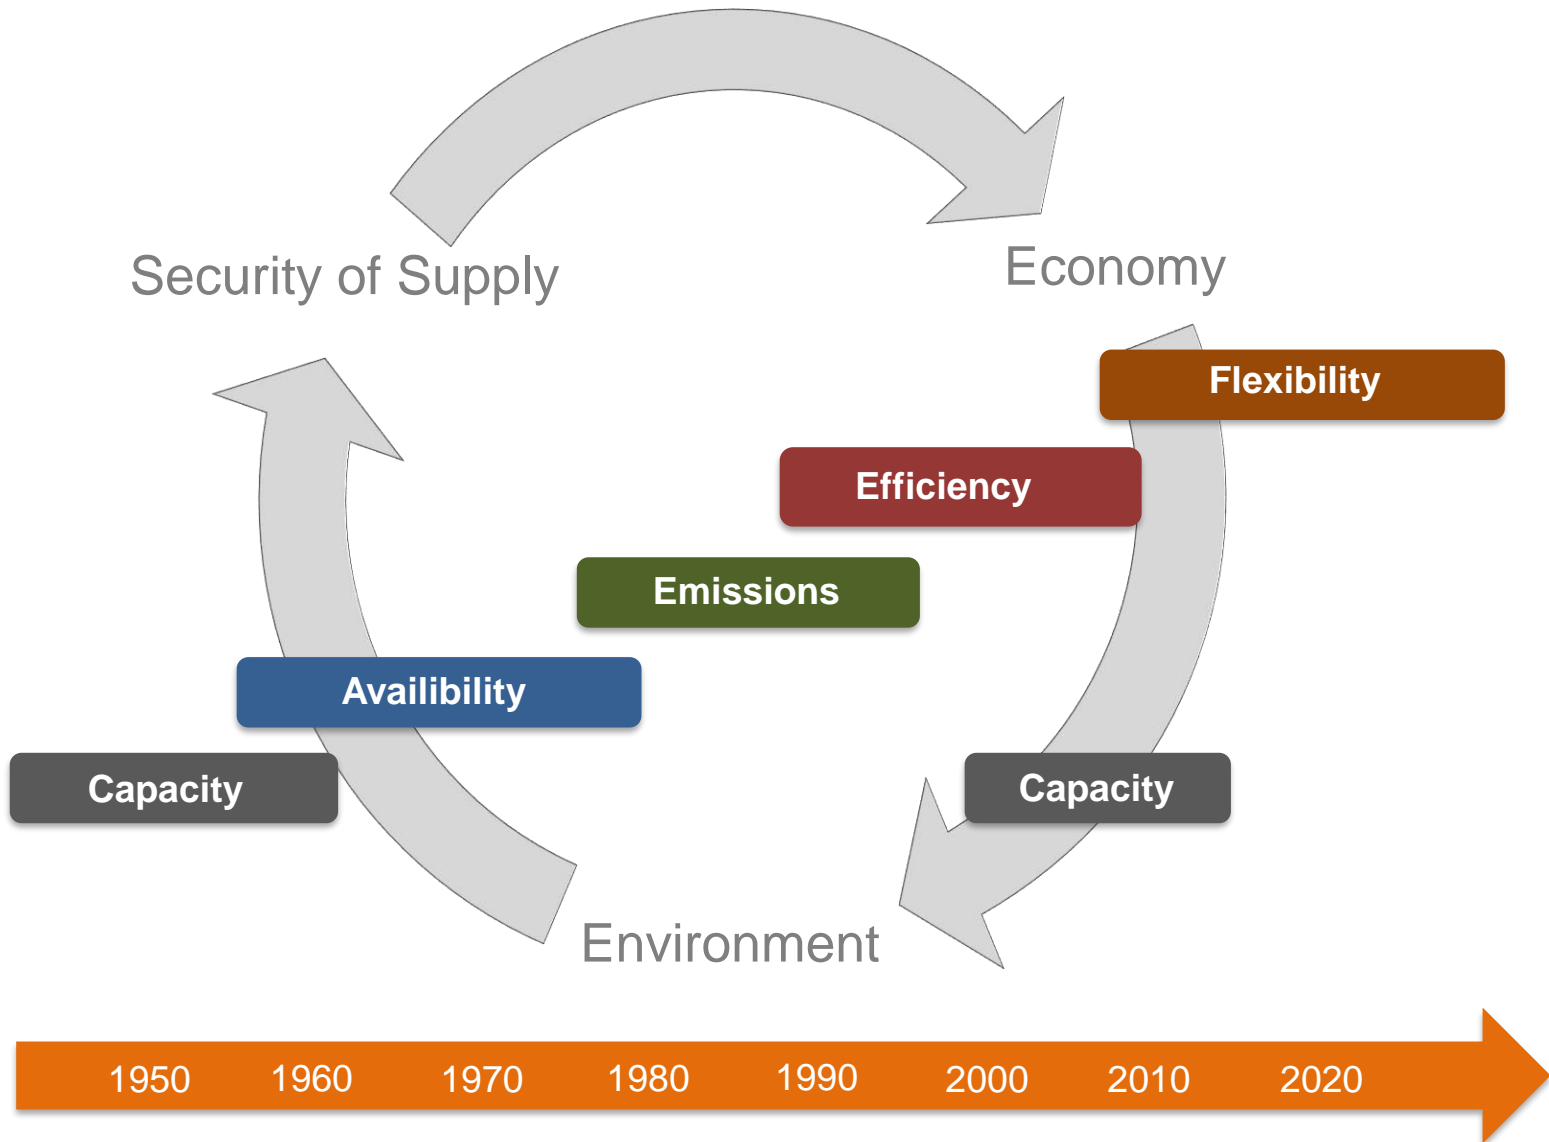 Security of Supply
Economy
Flexibility
Efficiency
Emissions
Availibility
Capacity
Capacity
Environment
1950 1960 1970 1980 1990 2000 2010 2020